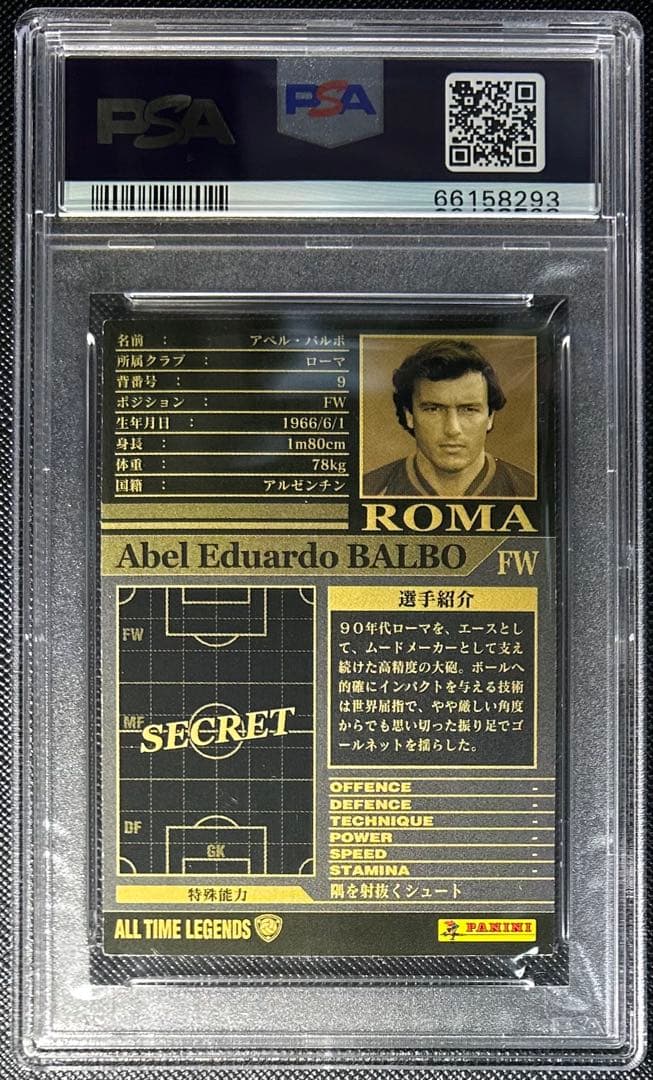 PSA
PSA
66158293
名前 : アベル・バルボ
所属クラブ : ローマ
背番号 : 9
ポジション : FW
生年月日 : 1966/6/1
身長 : 1m80cm
体重 : 78kg
国籍 : アルゼンチン
ROMA
Abel Eduardo BALBO FW
FW
MF
SECRET
DF
GK
選手紹介
90年代ローマを、エースとし
て、ムードメーカーとして支え
続けた高精度の大砲。ボールへ
的確にインパクトを与える技術
は世界屈指で、やや厳しい角度
からでも思い切った振り足でゴ
ールネットを揺らした。
OFFENCE -
DEFENCE -
TECHNIQUE -
POWER -
SPEED -
STAMINA -
特殊能力 隅を射抜くシュート
ALL TIME LEGENDS
PANINI